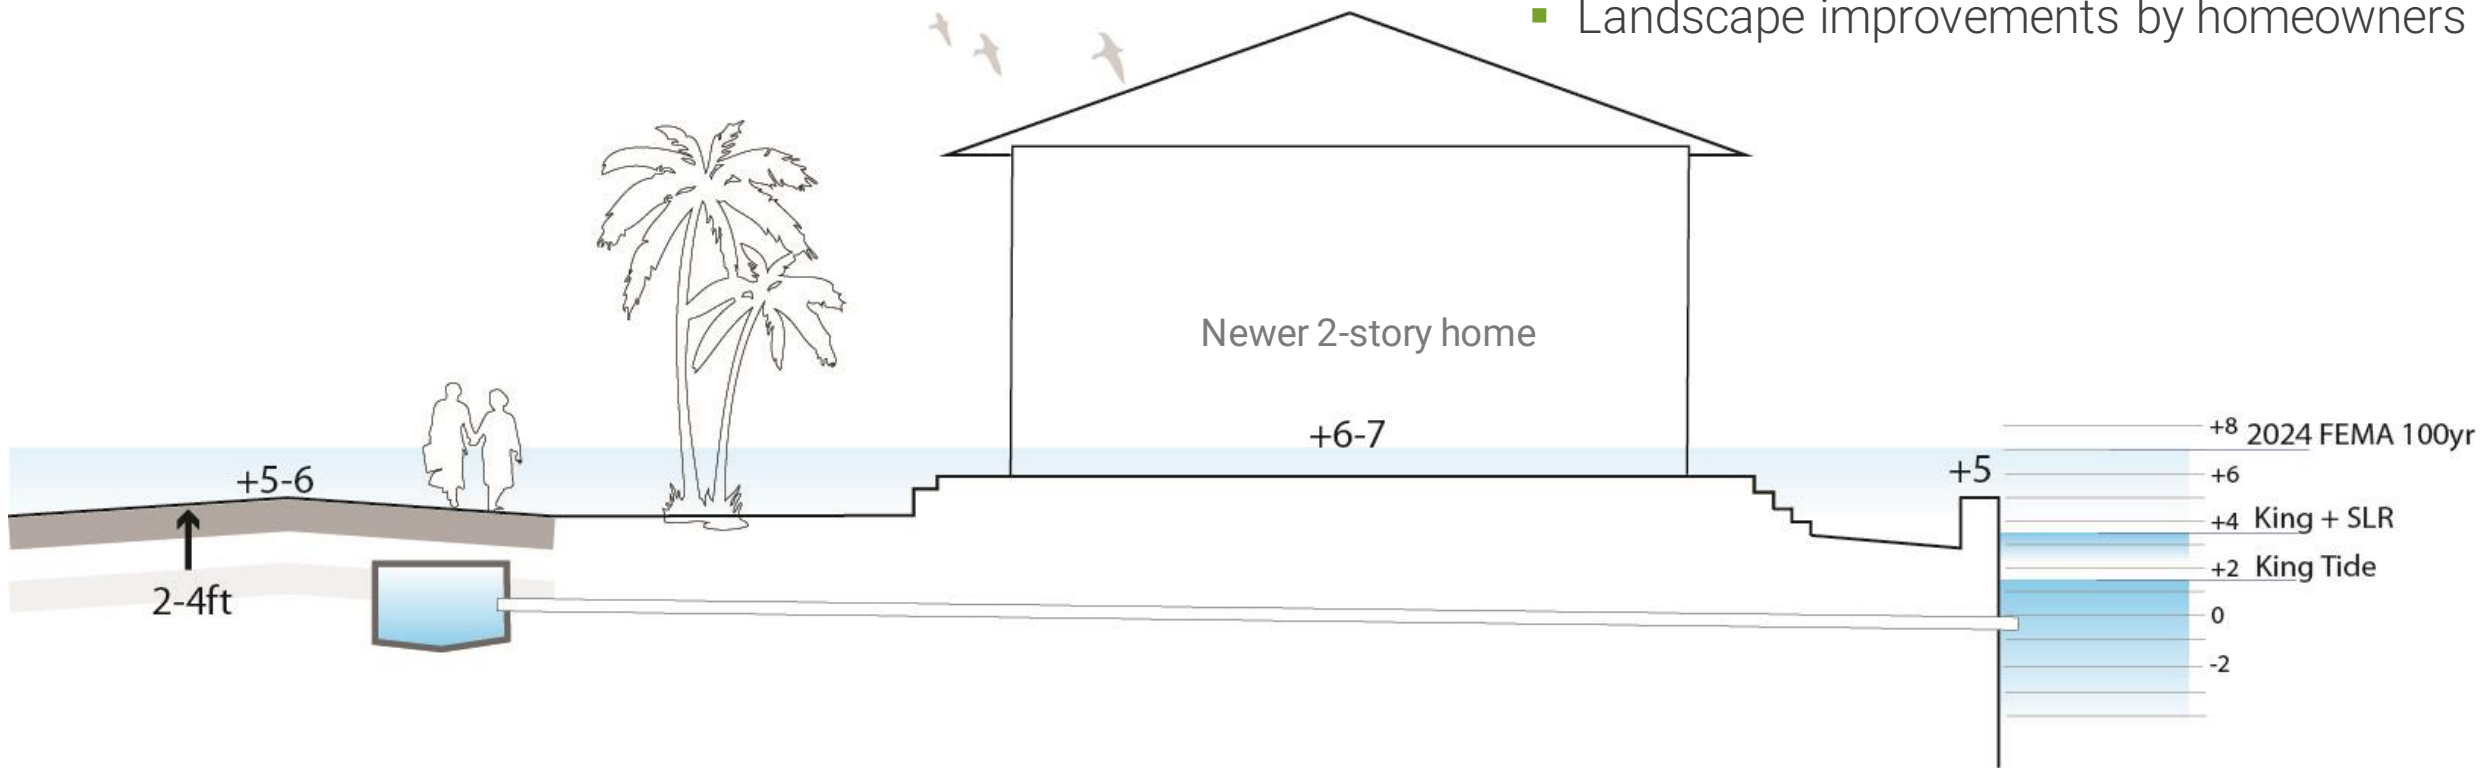 Landscape improvements by homeowners
Newer 2-story home
+6-7
+5-6
2-4ft
+5
+8 2024 FEMA 100yr
+6
+4 King + SLR
+2 King Tide
0
-2